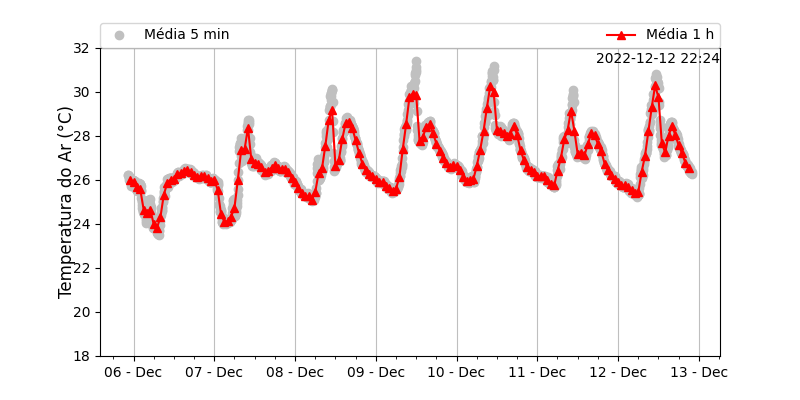 Média 5 min
Média 1 h
2022-12-12 22:24
Temperatura do Ar (°C)
32
30
28
26
24
22
20
18
06 - Dec
07 - Dec
08 - Dec
09 - Dec
10 - Dec
11 - Dec
12 - Dec
13 - Dec